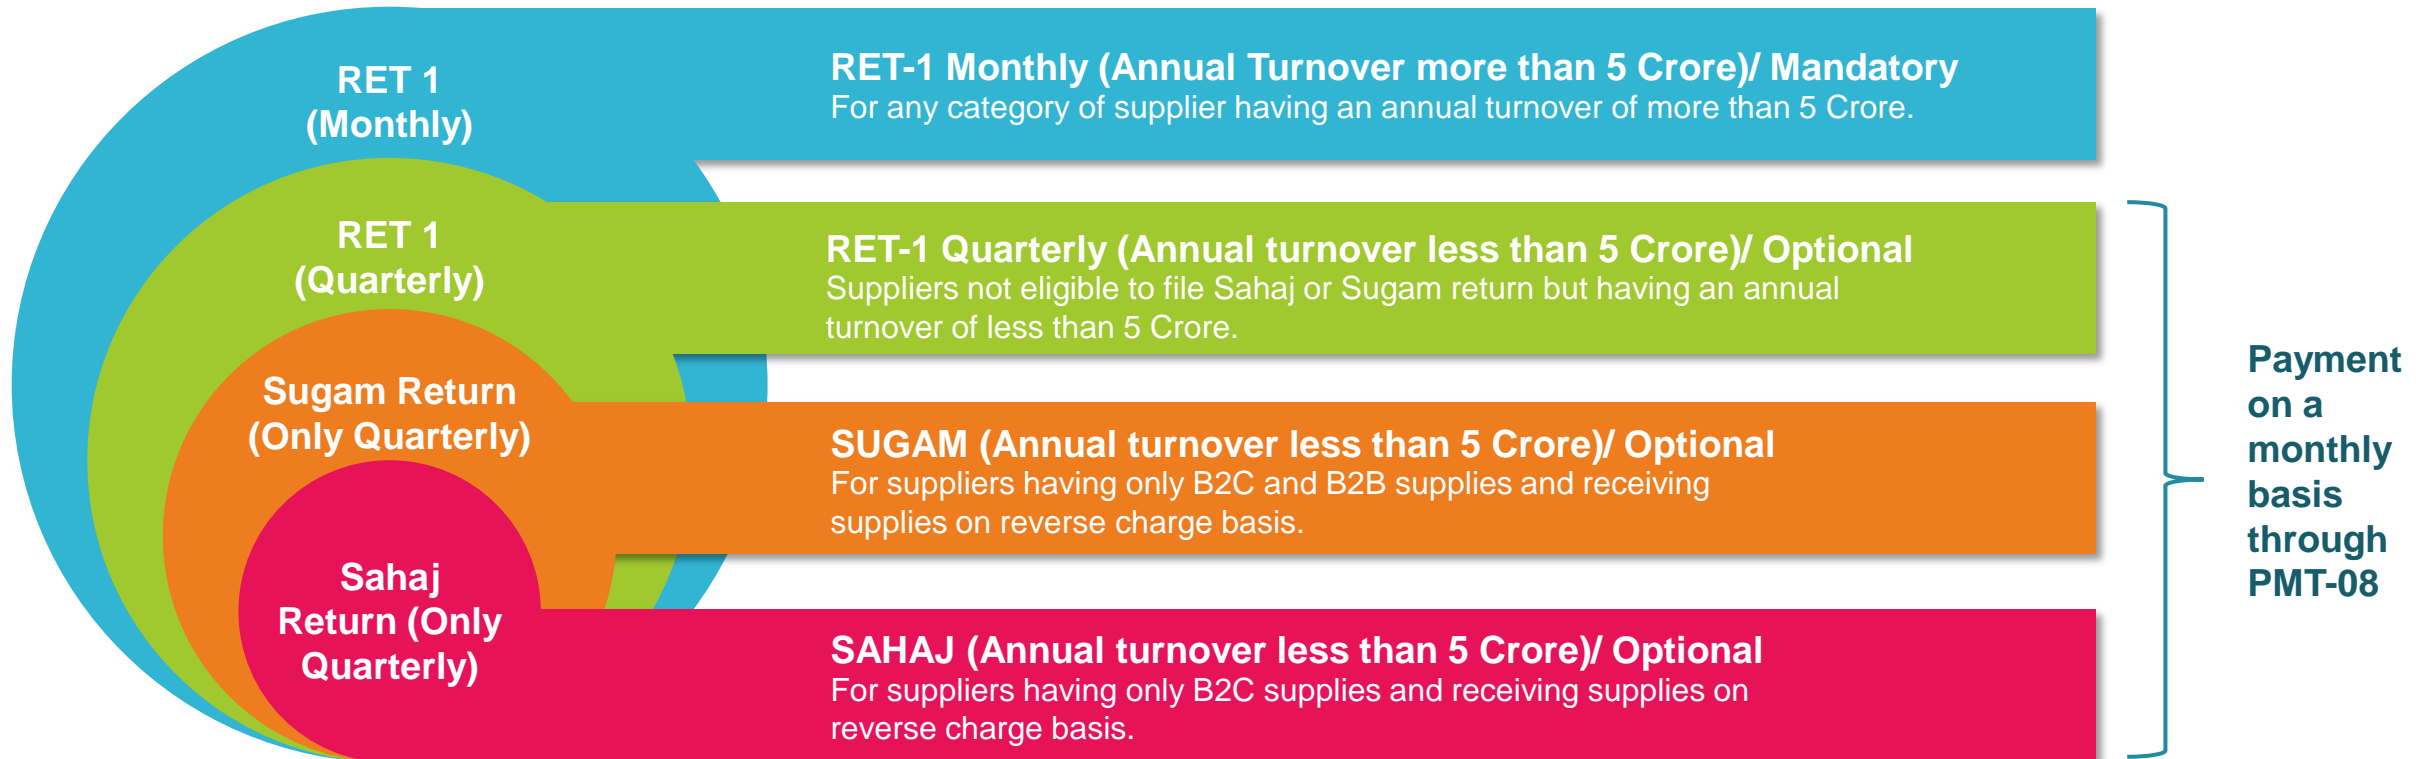 RET 1
(Monthly)
RET-1 Monthly (Annual Turnover more than 5 Crore)/ Mandatory
For any category of supplier having an annual turnover of more than 5 Crore.
RET 1
(Quarterly)
RET-1 Quarterly (Annual turnover less than 5 Crore)/ Optional
Suppliers not eligible to file Sahaj or Sugam return but having an annual
turnover of less than 5 Crore.
Sugam Return
(Only Quarterly)
SUGAM (Annual turnover less than 5 Crore)/ Optional
For suppliers having only B2C and B2B supplies and receiving
supplies on reverse charge basis.
Sahaj
Return (Only
Quarterly)
SAHAJ (Annual turnover less than 5 Crore)/ Optional
For suppliers having only B2C supplies and receiving supplies on
reverse charge basis.
Payment
on a
monthly
basis
through
PMT-08